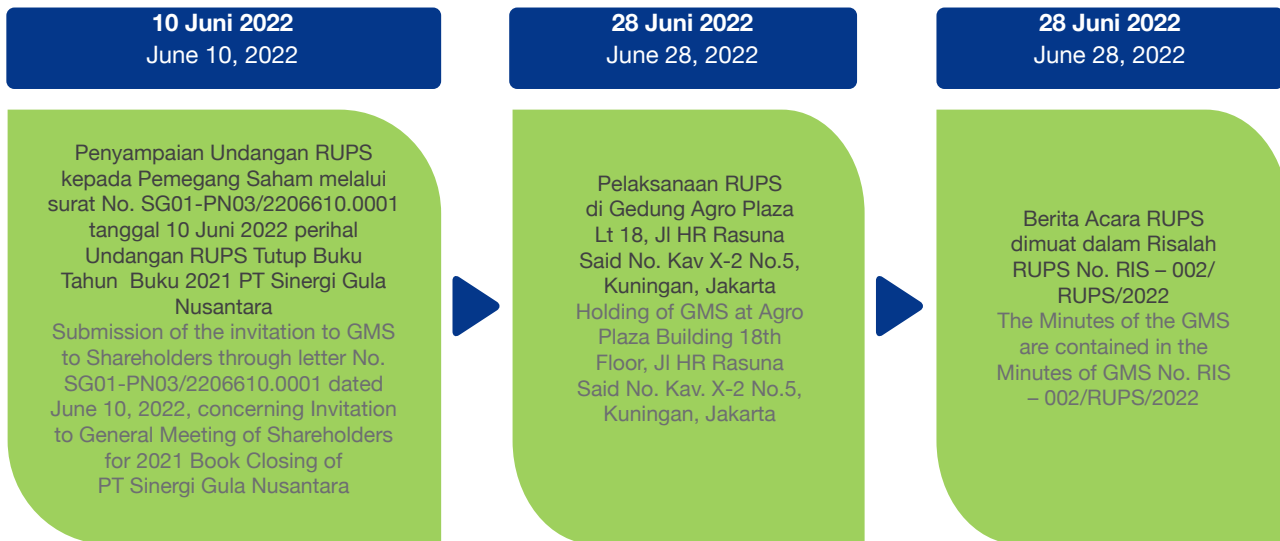 10 Juni 2022
June 10, 2022
Penyampaian Undangan RUPS
kepada Pemegang Saham melalui
surat No. SG01-PN03/2206610.0001
tanggal 10 Juni 2022 perihal
Undangan RUPS Tutup Buku
Tahun Buku 2021 PT Sinergi Gula
Nusantara
Submission of the invitation to GMS
to Shareholders through letter No.
SG01-PN03/2206610.0001 dated
June 10, 2022, concerning Invitation
to General Meeting of Shareholders
for 2021 Book Closing of
PT Sinergi Gula Nusantara
28 Juni 2022
June 28, 2022
Pelaksanaan RUPS
di Gedung Agro Plaza
Lt 18, Jl HR Rasuna
Said No. Kav X-2 No.5,
Kuningan, Jakarta
Holding of GMS at Agro
Plaza Building 18th
Floor, Jl HR Rasuna
Said No. Kav. X-2 No.5,
Kuningan, Jakarta
28 Juni 2022
June 28, 2022
Berita Acara RUPS
dimuat dalam Risalah
RUPS No. RIS – 002/
RUPS/2022
The Minutes of the GMS
are contained in the
Minutes of GMS No. RIS
– 002/RUPS/2022